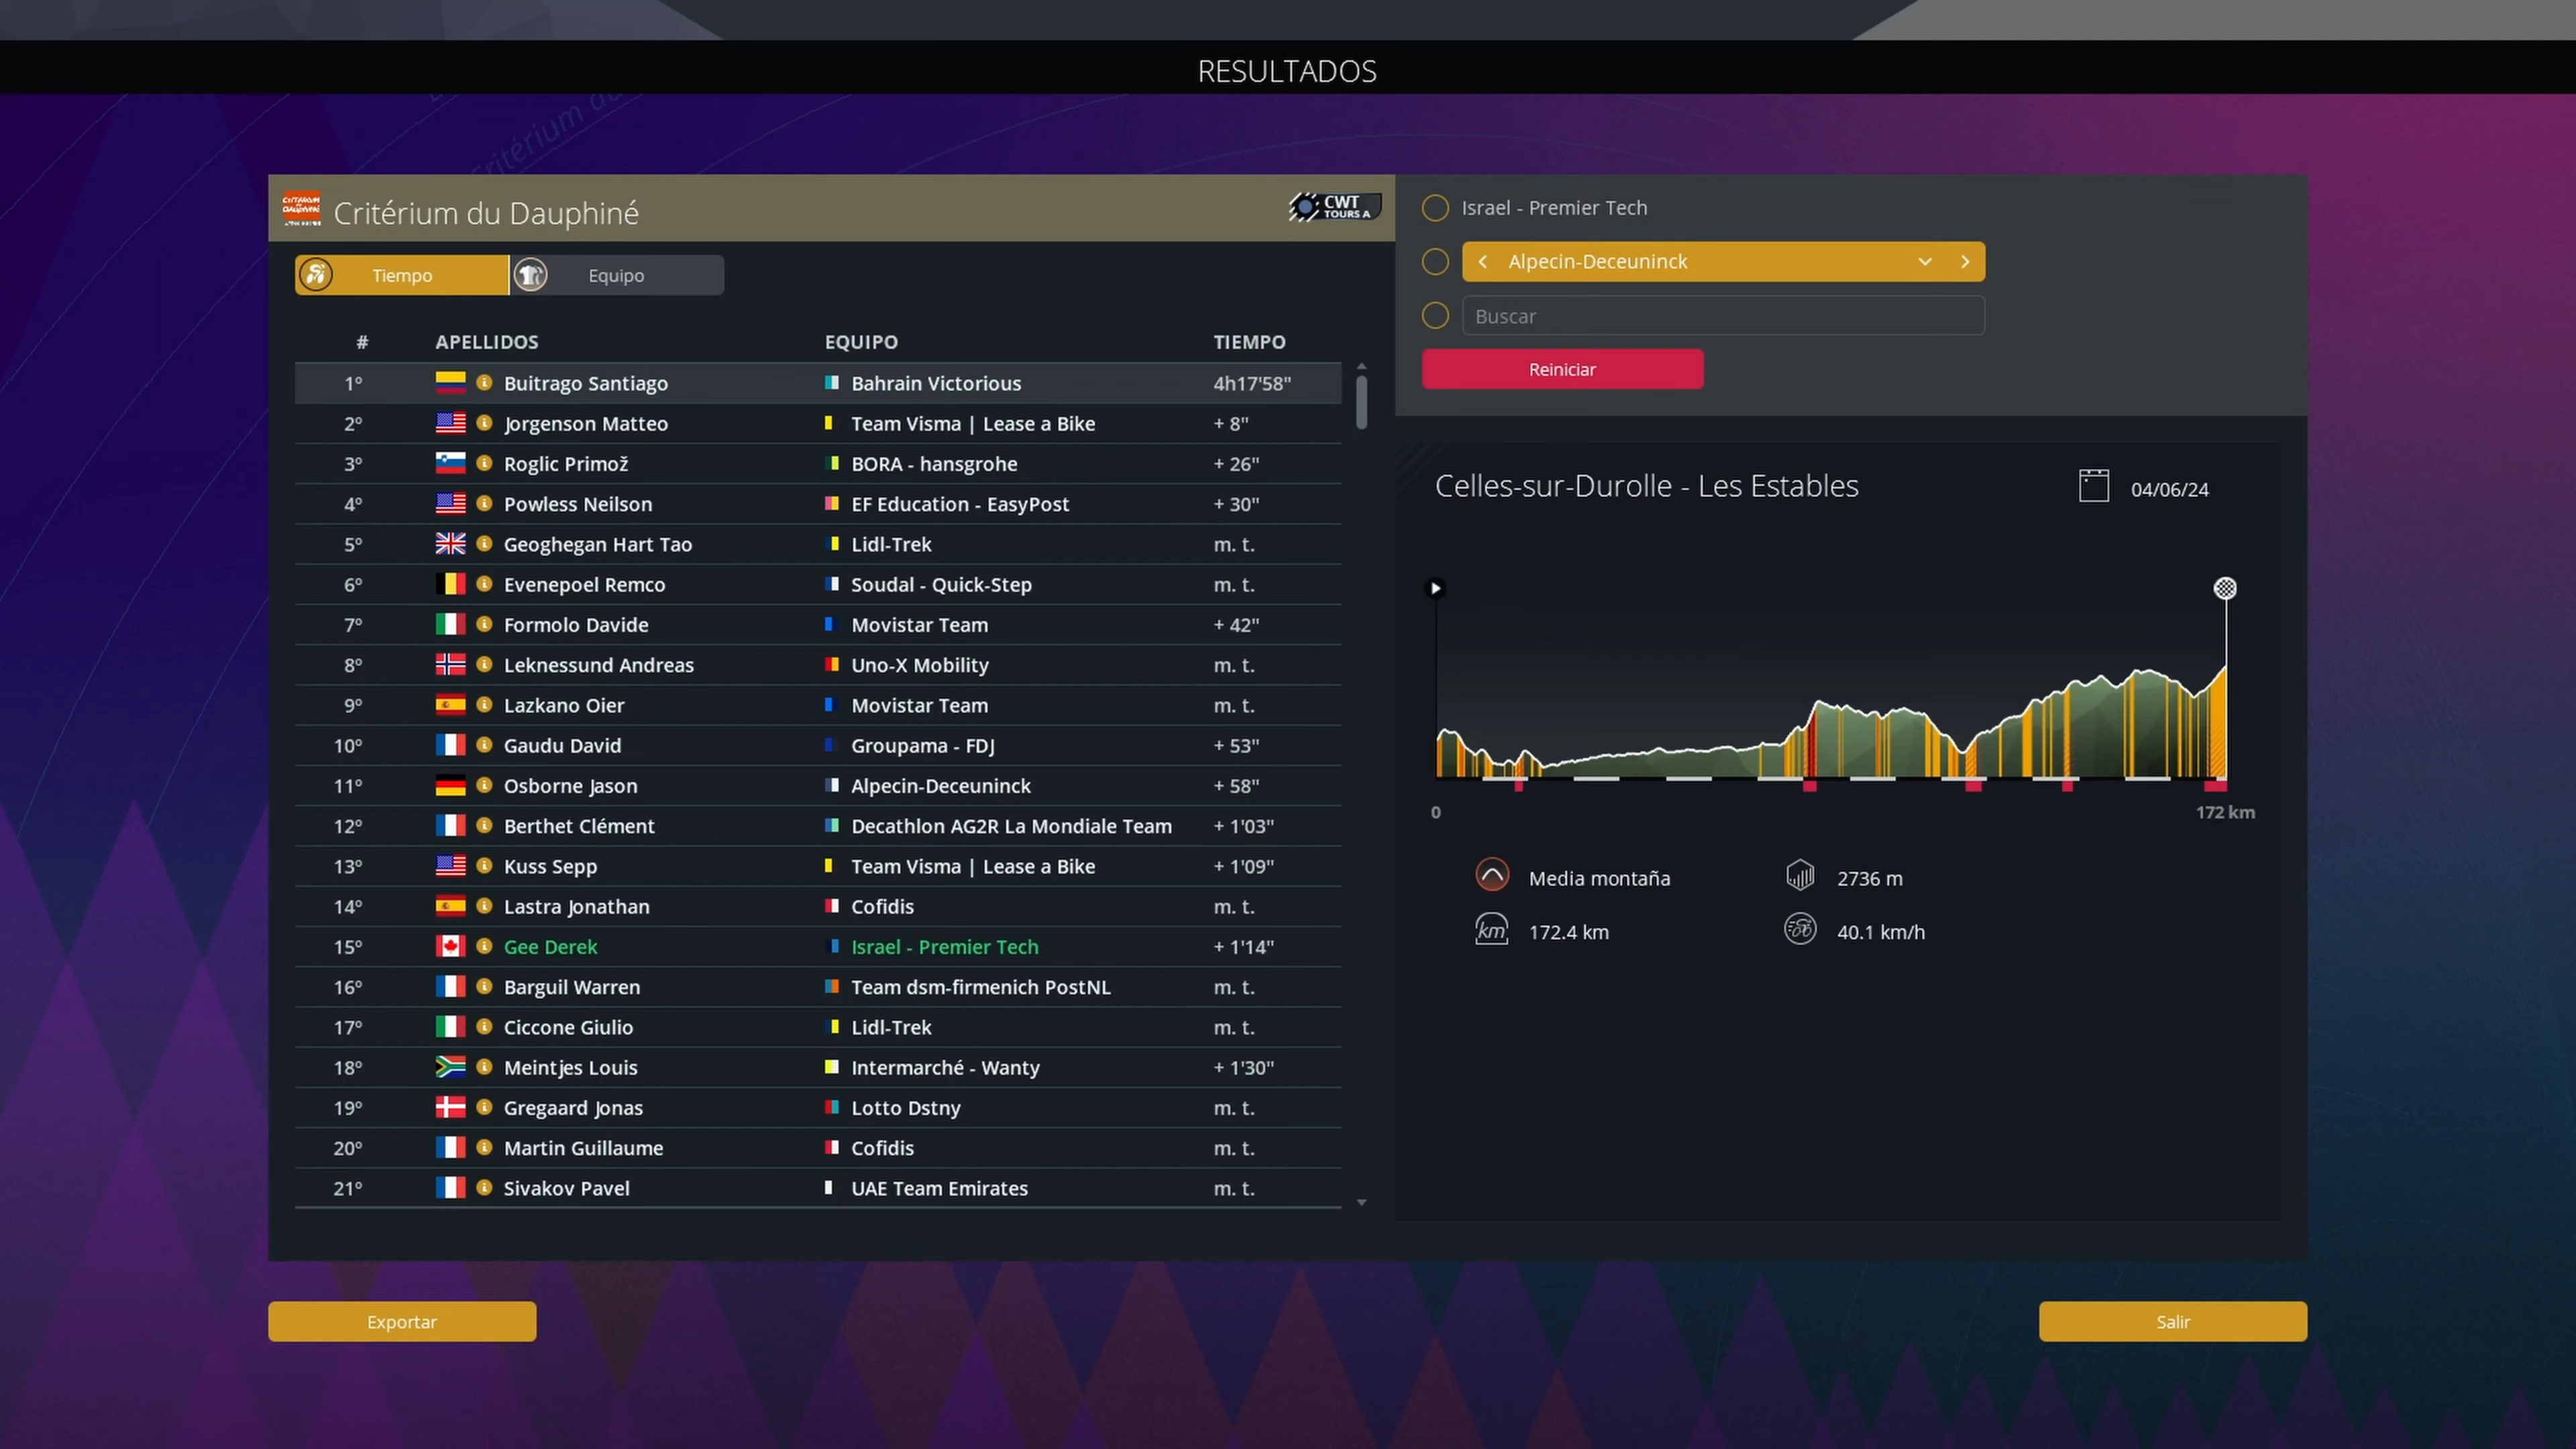 RESULTADOS
Critérium du Dauphiné
CWT
TOURS A
Tiempo
Equipo
# APELLIDOS EQUIPO TIEMPO
1º Buitrago Santiago Bahrain Victorious 4h17'58"
2º Jorgenson Matteo Team Visma | Lease a Bike + 8"
3º Roglic Primož BORA - hansgrohe + 26"
4º Powless Neilson EF Education - EasyPost + 30"
5º Geoghegan Hart Tao Lidl-Trek m. t.
6º Evenepoel Remco Soudal - Quick-Step m. t.
7º Formolo Davide Movistar Team + 42"
8º Leknessund Andreas Uno-X Mobility m. t.
9º Lazkano Oier Movistar Team m. t.
10º Gaudu David Groupama - FDJ + 53"
11º Osborne Jason Alpecin-Deceuninck + 58"
12º Berthet Clément Decathlon AG2R La Mondiale Team + 1'03"
13º Kuss Sepp Team Visma | Lease a Bike + 1'09"
14º Lastra Jonathan Cofidis m. t.
15º Gee Derek Israel - Premier Tech + 1'14"
16º Barguil Warren Team dsm-firmenich PostNL m. t.
17º Ciccone Giulio Lidl-Trek m. t.
18º Meintjes Louis Intermarché - Wanty + 1'30"
19º Gregaard Jonas Lotto Dstny m. t.
20º Martin Guillaume Cofidis m. t.
21º Sivakov Pavel UAE Team Emirates m. t.
Israel - Premier Tech
Alpecin-Deceuninck
Buscar
Reiniciar
Celles-sur-Durolle - Les Estables
04/06/24
0
172 km
Media montaña
2736 m
km
172.4 km
40.1 km/h
Exportar
Salir